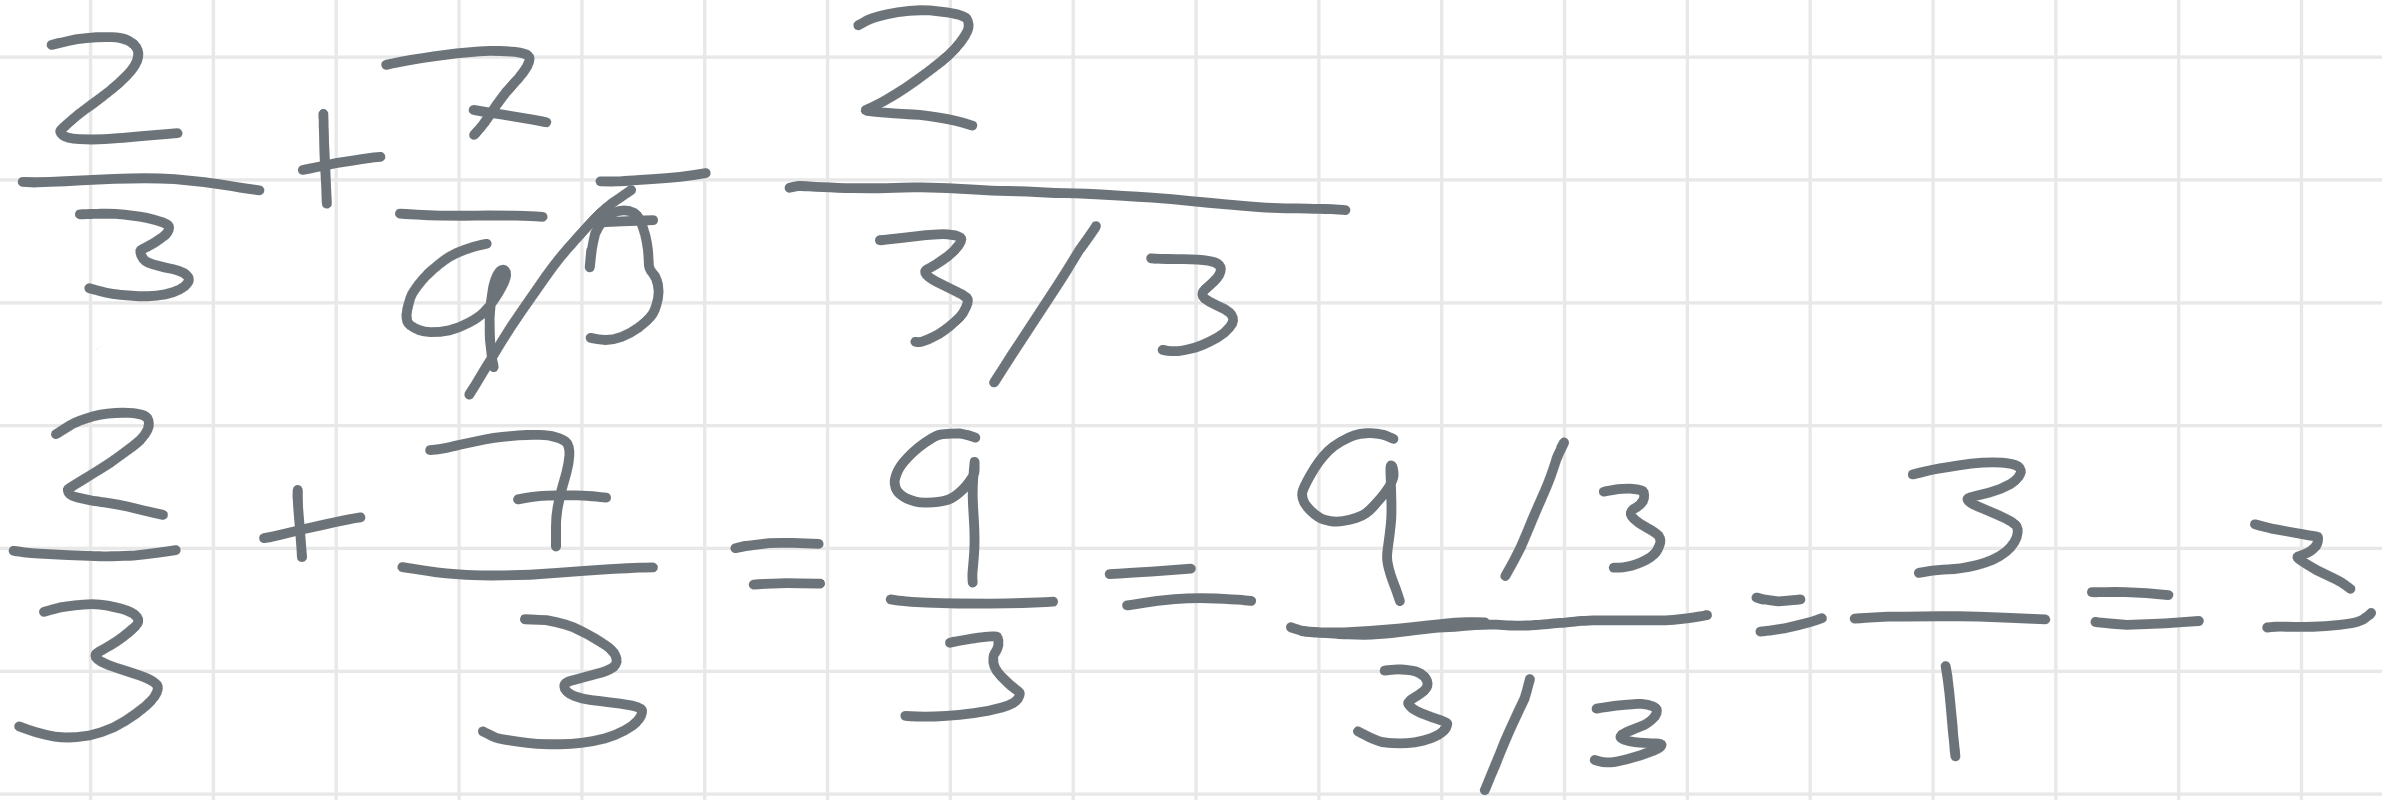 2/3 + 7/(9/3) - 2/(3/3)
2/3 + 7/3 = 9/3 = (9/3)/(3/3) = 3/1 = 3